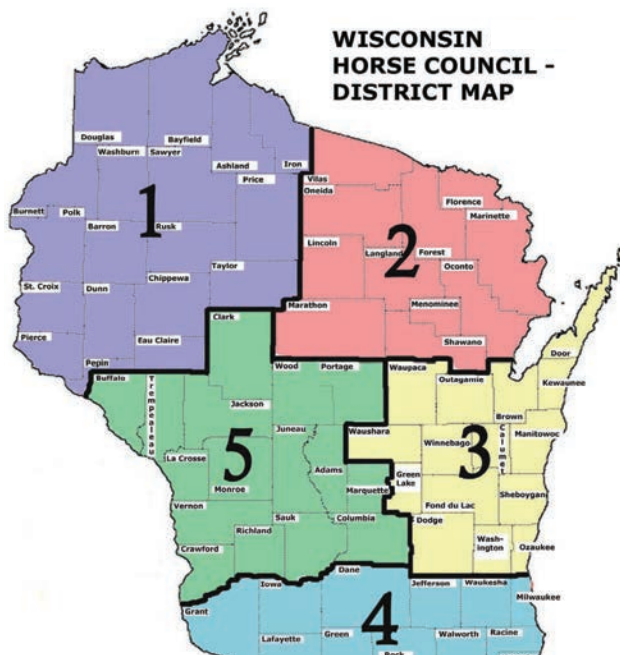 WISCONSIN
HORSE COUNCIL -
DISTRICT MAP
Douglas
Bayfield
Washburn
Sawyer
Ashland
Iron
Price
Vilas
Oneida
Florence
Marinette
Burnett
Polk
Barron
Rusk
1
Lincoln
Langland
Forest
Oconto
2
Taylor
Chippewa
St. Croix
Dunn
Marathon
Menominee
Clark
Pierce
Eau Claire
Shawano
Door
Pepin
Wood
Portage
Waupaca
Outagamie
Kewaunee
Buffalo
Trempealeau
Jackson
Brown
Juneau
Waushara
Winnebago
Calumet
Manitowoc
3
La Crosse
5
Adams
Green
Lake
Monroe
Marquette
Sheboygan
Vernon
Fond du Lac
Sauk
Columbia
Dodge
Richland
Wash-
ington
Ozaukee
Crawford
Dane
Iowa
Jefferson
Waukesha
Milwaukee
Grant
4
Lafayette
Green
Walworth
Racine